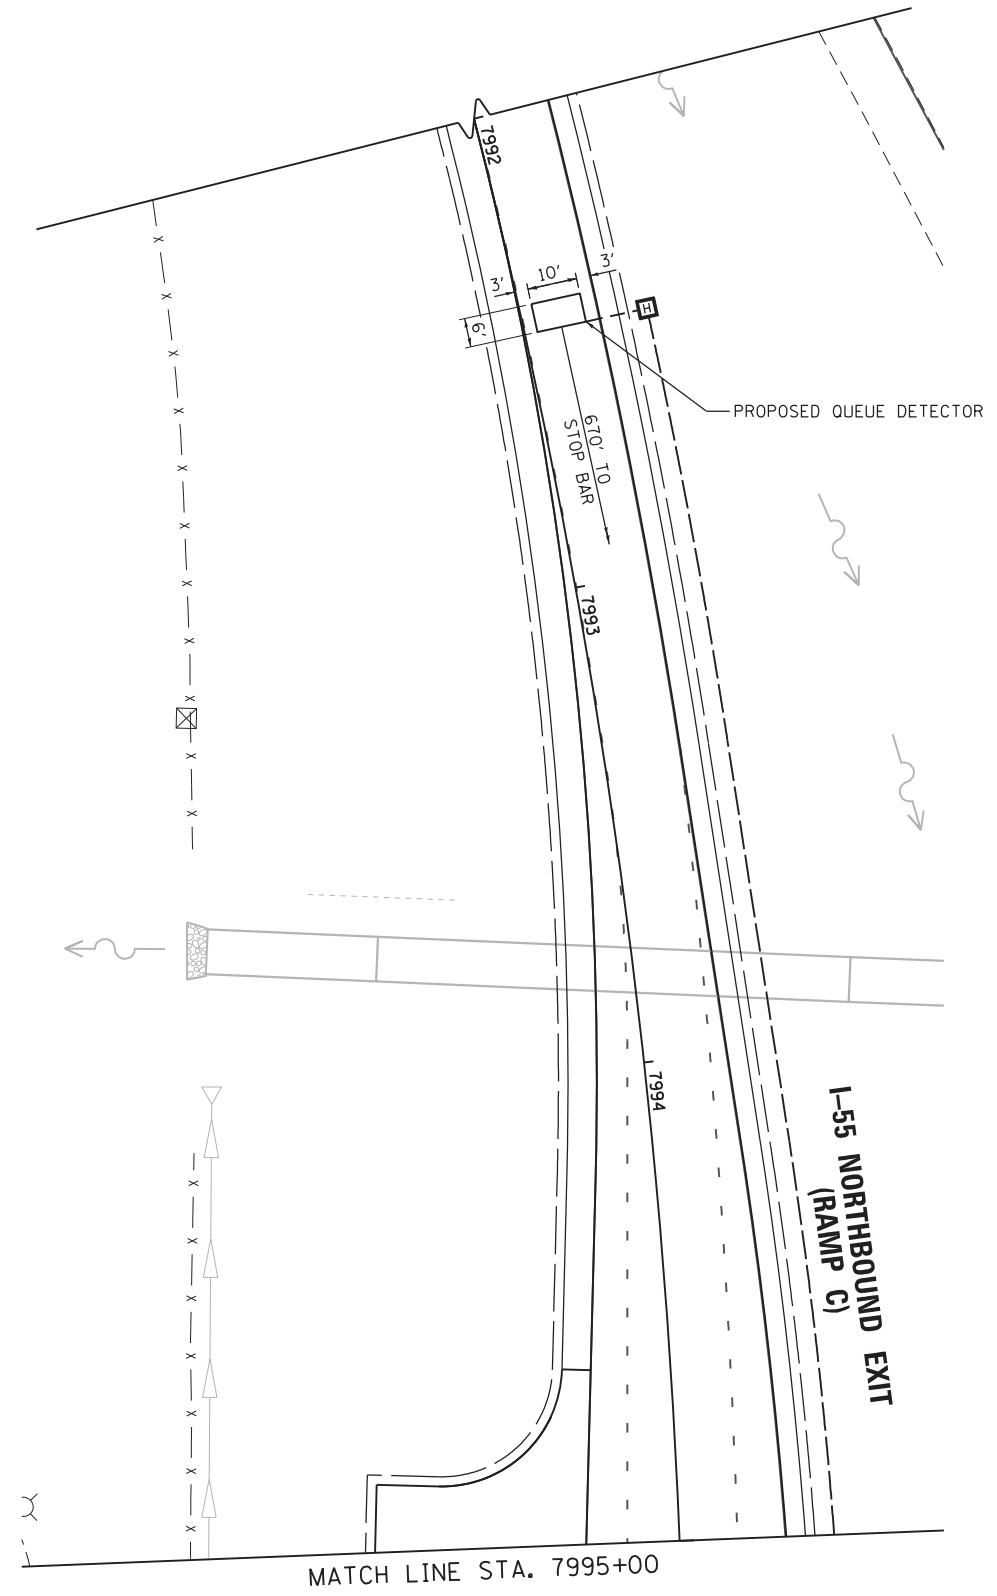 7992
3'
10'
3'
6'
H
PROPOSED QUEUE DETECTOR
670' TO
STOP BAR
7993
7994
I-55 NORTHBOUND EXIT
(RAMP C)
MATCH LINE STA. 7995+00